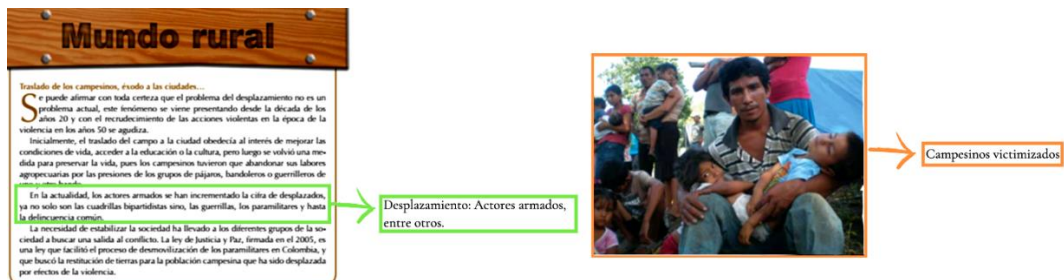 Mundo rural
Traslado de los campesinos, éxodo a las ciudades...
Se puede afirmar con toda certeza que el problema del desplazamiento no es un
problema actual, este fenómeno se viene presentando desde la década de los
años 20 y con el recrudecimiento de las acciones violentas en la época de la
violencia en los años 50 se agudiza.
Inicialmente, el traslado del campo a la ciudad obedecía al interés de mejorar las
condiciones de vida, acceder a la educación o la cultura, pero luego se volvió una me-
dida para preservar la vida, pues los campesinos tuvieron que abandonar sus labores
agropecuarias por las presiones de los grupos de pájaros, bandoleros o guerrilleros de
En la actualidad, los actores armados se han incrementado la cifra de desplazados,
ya no solo son las cuadrillas bipartidistas sino, las guerrillas, los paramilitares y hasta
la delincuencia común.
La necesidad de estabilizar la sociedad ha llevado a los diferentes grupos de la so-
ciedad a buscar una salida al conflicto. La ley de Justicia y Paz, firmada en el 2005, es
una ley que facilitó el proceso de desmovilización de los paramilitares en Colombia, y
que buscó la restitución de tierras para la población campesina que ha sido desplazada
por efectos de la violencia.
Desplazamiento: Actores armados,
entre otros.
Campesinos victimizados